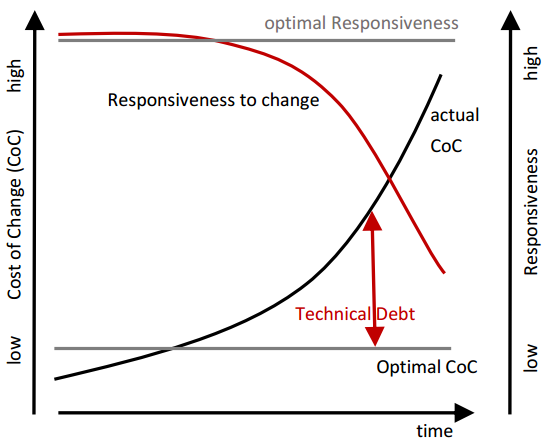 optimal Responsiveness
high
high
Responsiveness to change
actual
CoC
Cost of Change (CoC)
Responsiveness
Technical Debt
low
low
Optimal CoC
time